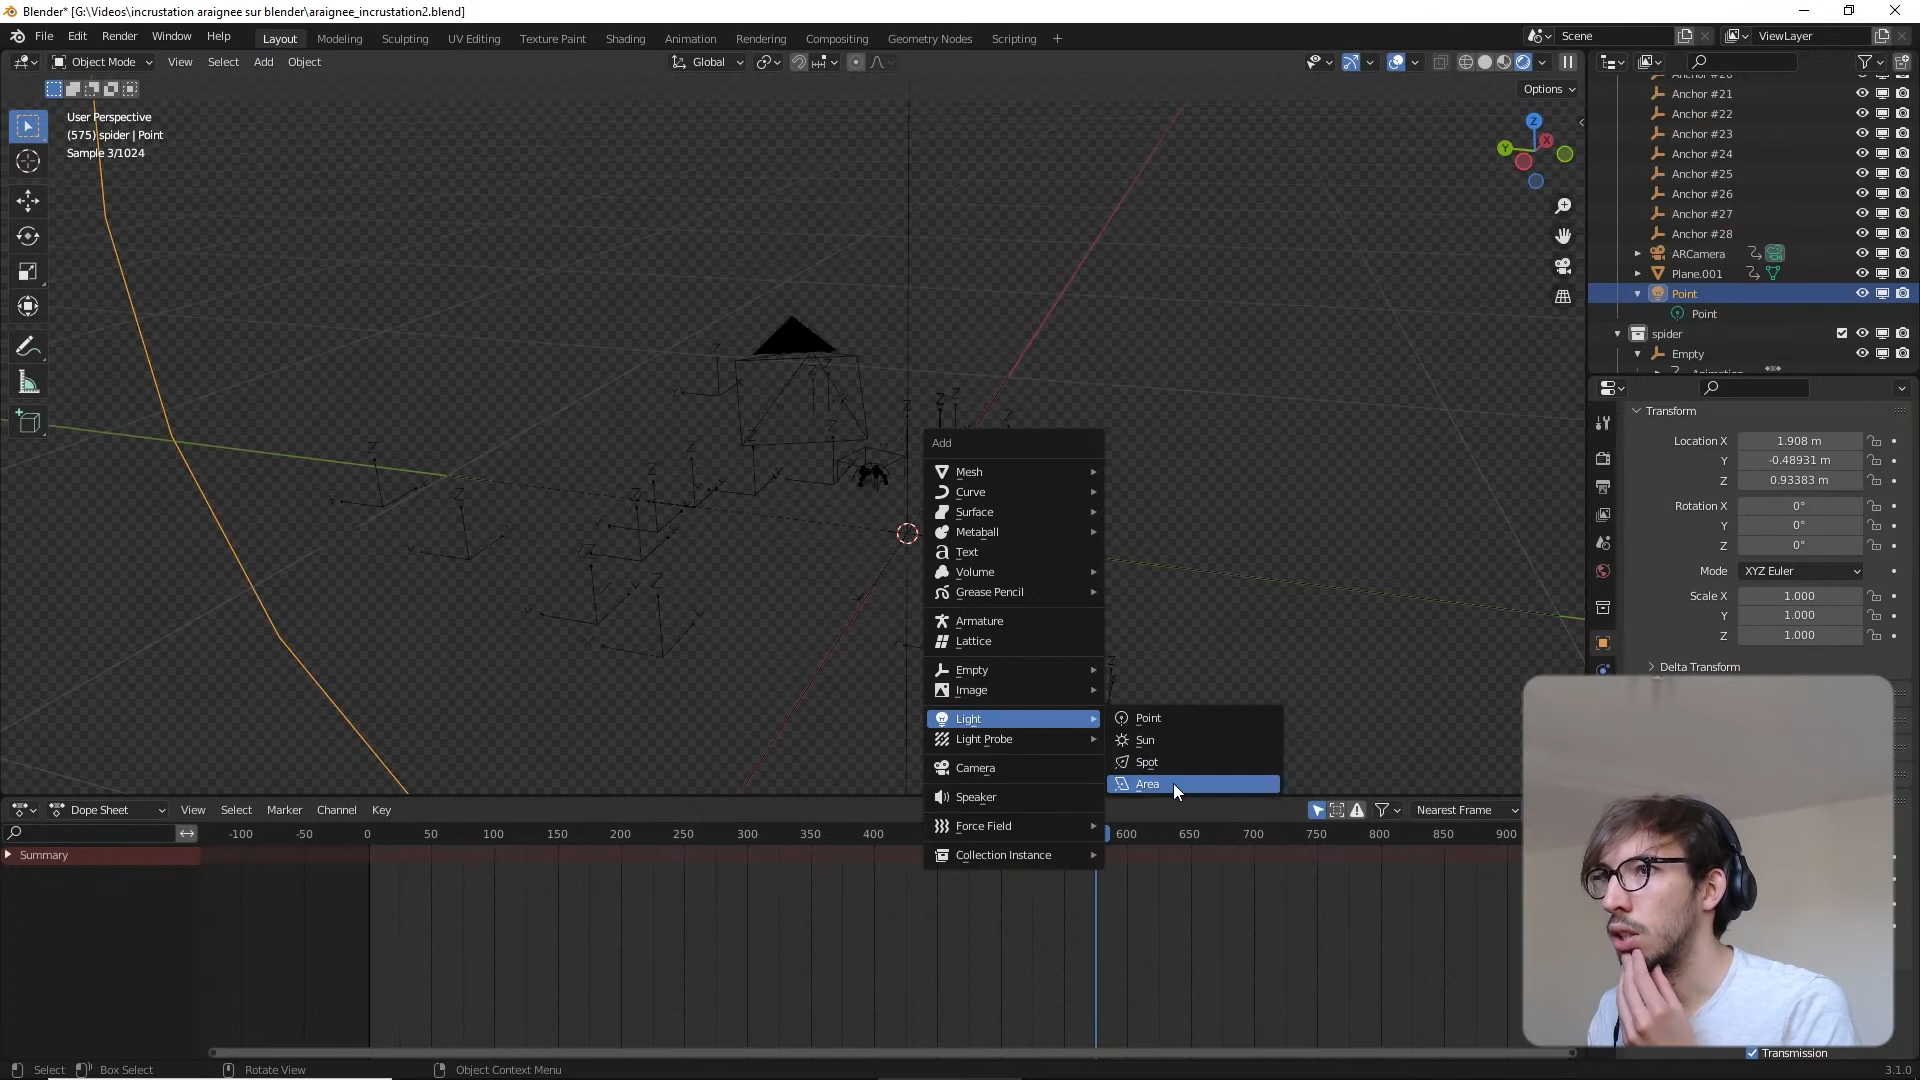 Blender* [G:\Videos\incrustation araignee sur blender\araignee_incrustation2.blend]
File Edit Render Window Help
Layout Modeling Sculpting UV Editing Texture Paint Shading Animation Rendering Compositing Geometry Nodes Scripting +
Scene ViewLayer
Object Mode View Select Add Object Global
Options
User Perspective
(575) spider | Point
Sample 3/1024
Z
X
Y
Anchor #21
Anchor #22
Anchor #23
Anchor #24
Anchor #25
Anchor #26
Anchor #27
Anchor #28
ARCamera
Plane.001
Point
Point
spider
Empty
Transform
Location X 1.908 m
Y -0.48931 m
Z 0.93383 m
Rotation X 0°
Y 0°
Z 0°
Mode XYZ Euler
Scale X 1.000
Y 1.000
Z 1.000
Delta Transform
Add
Mesh
Curve
Surface
Metaball
Text
Volume
Grease Pencil
Armature
Lattice
Empty
Image
Light
Light Probe
Camera
Speaker
Force Field
Collection Instance
Point
Sun
Spot
Area
Dope Sheet View Select Marker Channel Key Nearest Frame
-100 -50 0 50 100 150 200 250 300 350 400 600 650 700 750 800 850 900
Summary
Transmission
Select Box Select Rotate View Object Context Menu 3.1.0